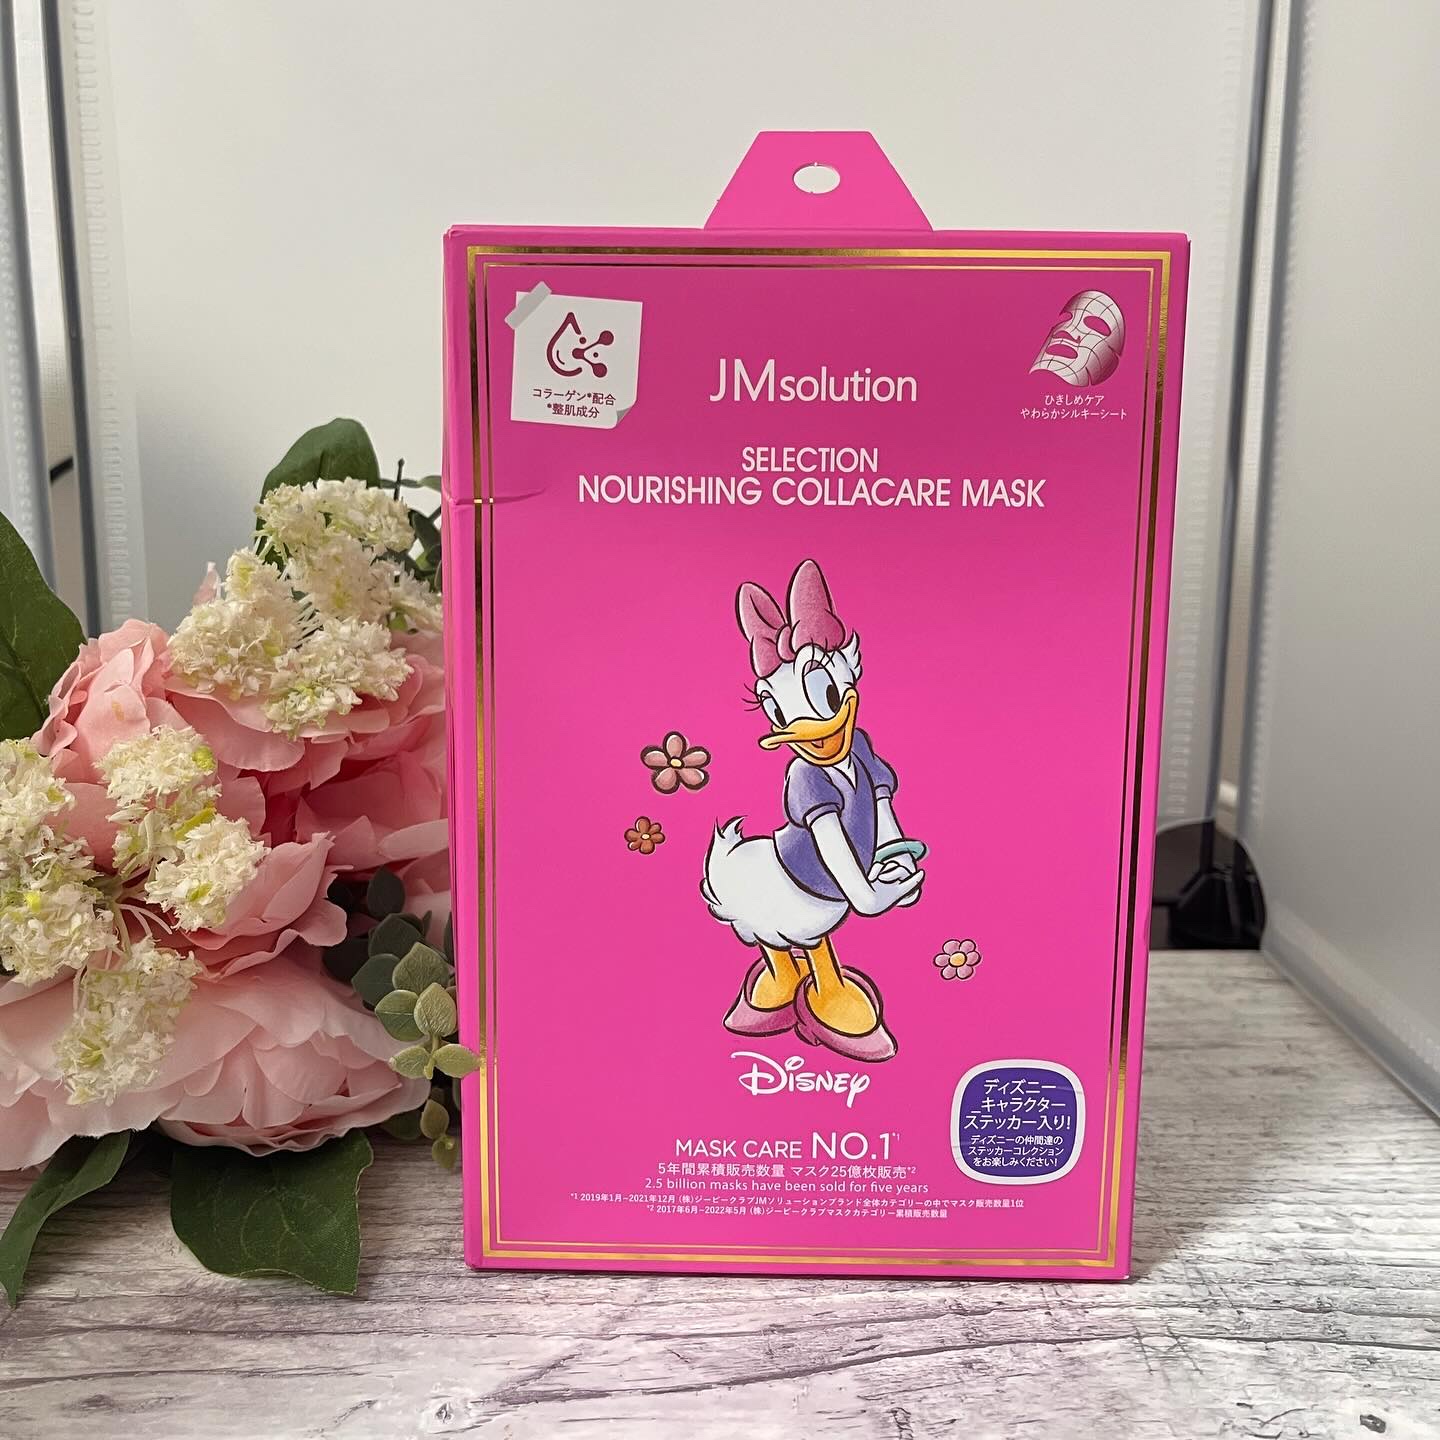 コラーゲン*配合
*整肌成分
ひきしめケア
やわらかシルキーシート
JMsolution
SELECTION
NOURISHING COLLACARE MASK
Disney
ディズニー
キャラクター
ステッカー入り!
ディズニーの仲間達の
ステッカーコレクション
をお楽しみください!
MASK CARE NO.1*1
5年間累積販売数量 マスク25億枚販売*2
2.5 billion masks have been sold for five years
*1 2019年1月~2021年12月 (株)ジーピークラブJMソリューションブランド全体カテゴリーの中でマスク販売数量1位
*2 2017年6月~2022年5月 (株)ジーピークラブマスクカテゴリー累積販売数量